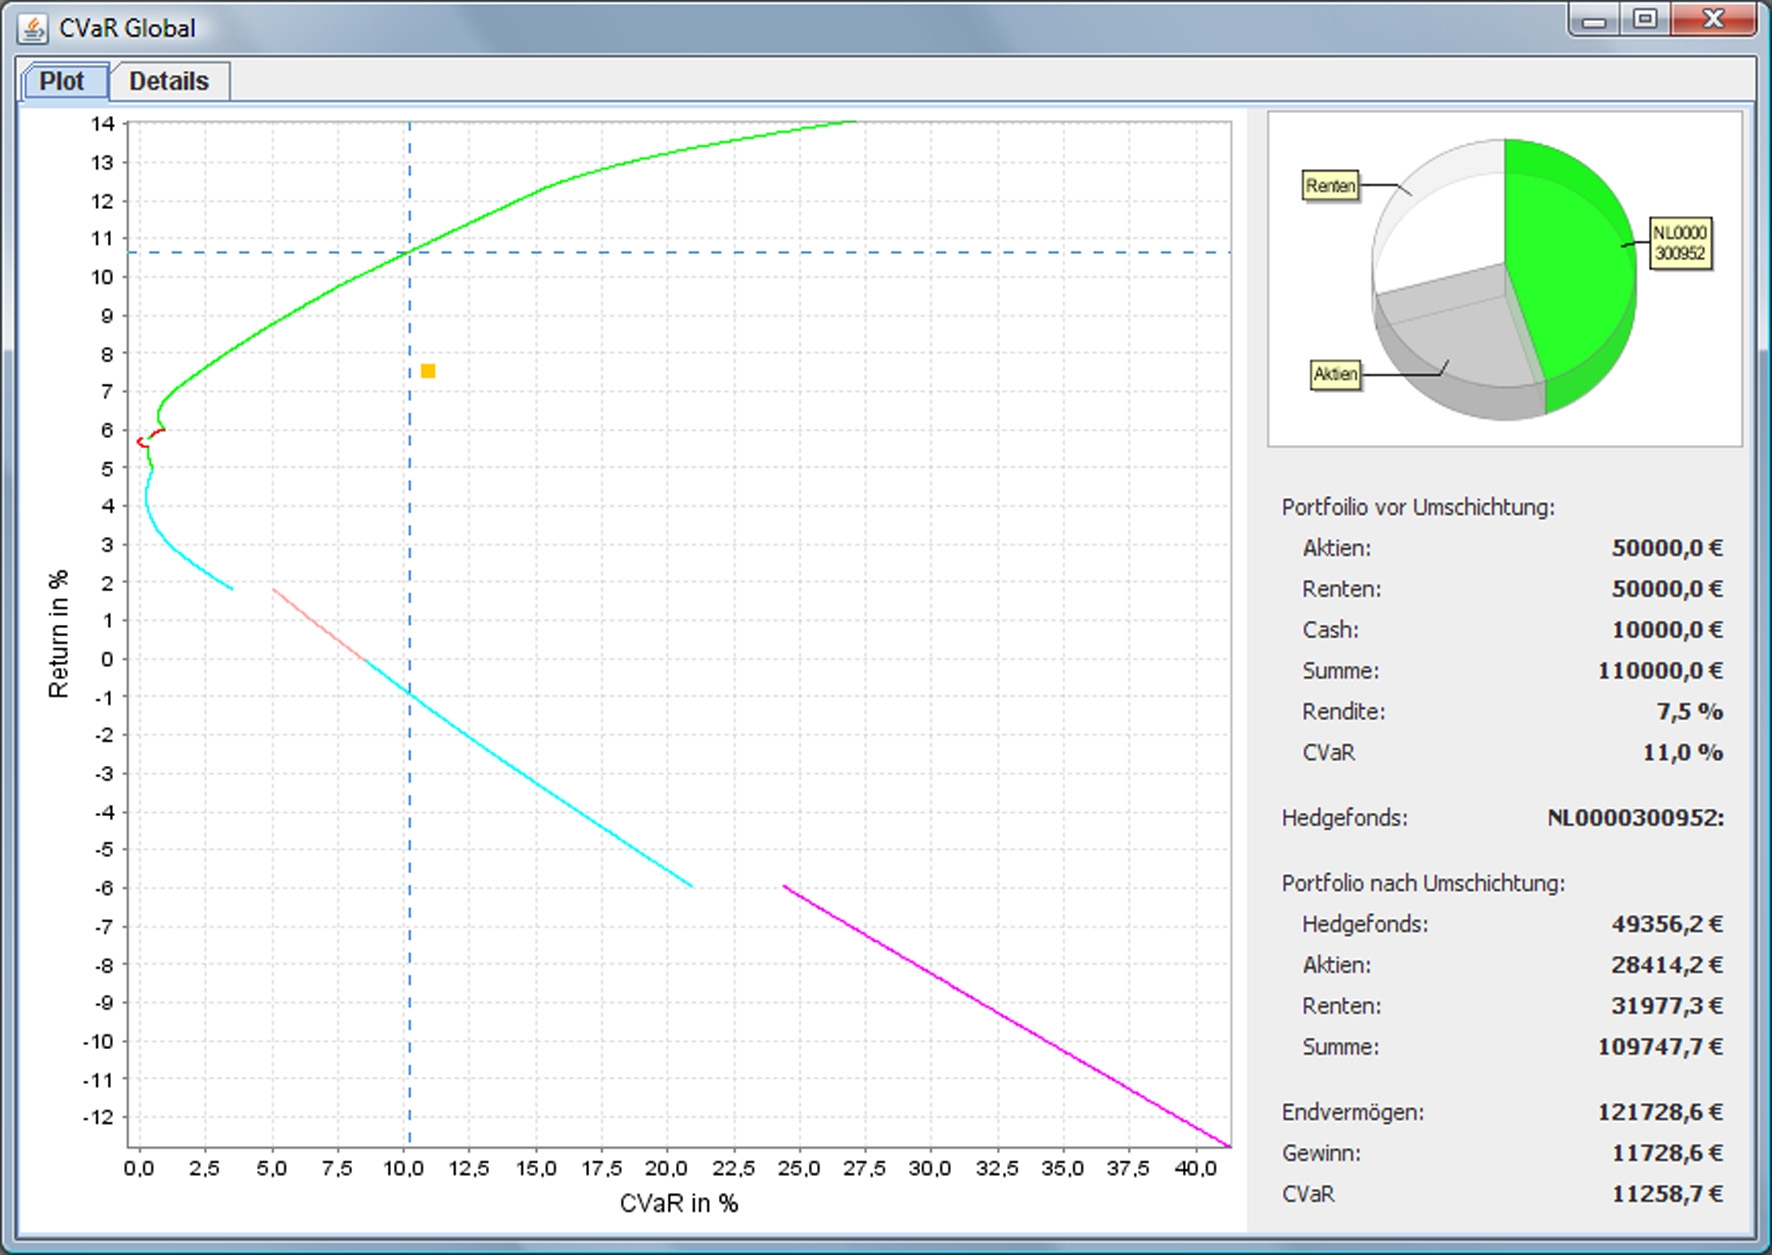 CVaR Global
Plot
Details
14
13
12
11
10
9
8
7
6
5
4
3
2
1
0
-1
-2
-3
-4
-5
-6
-7
-8
-9
-10
-11
-12
Return in %
0,0 2,5 5,0 7,5 10,0 12,5 15,0 17,5 20,0 22,5 25,0 27,5 30,0 32,5 35,0 37,5 40,0
CVaR in %
Renten
NL0000
300952
Aktien
Portfoilio vor Umschichtung:
Aktien: 50000,0 €
Renten: 50000,0 €
Cash: 10000,0 €
Summe: 110000,0 €
Rendite: 7,5 %
CVaR 11,0 %
Hedgefonds: NL0000300952:
Portfolio nach Umschichtung:
Hedgefonds: 49356,2 €
Aktien: 28414,2 €
Renten: 31977,3 €
Summe: 109747,7 €
Endvermögen: 121728,6 €
Gewinn: 11728,6 €
CVaR 11258,7 €